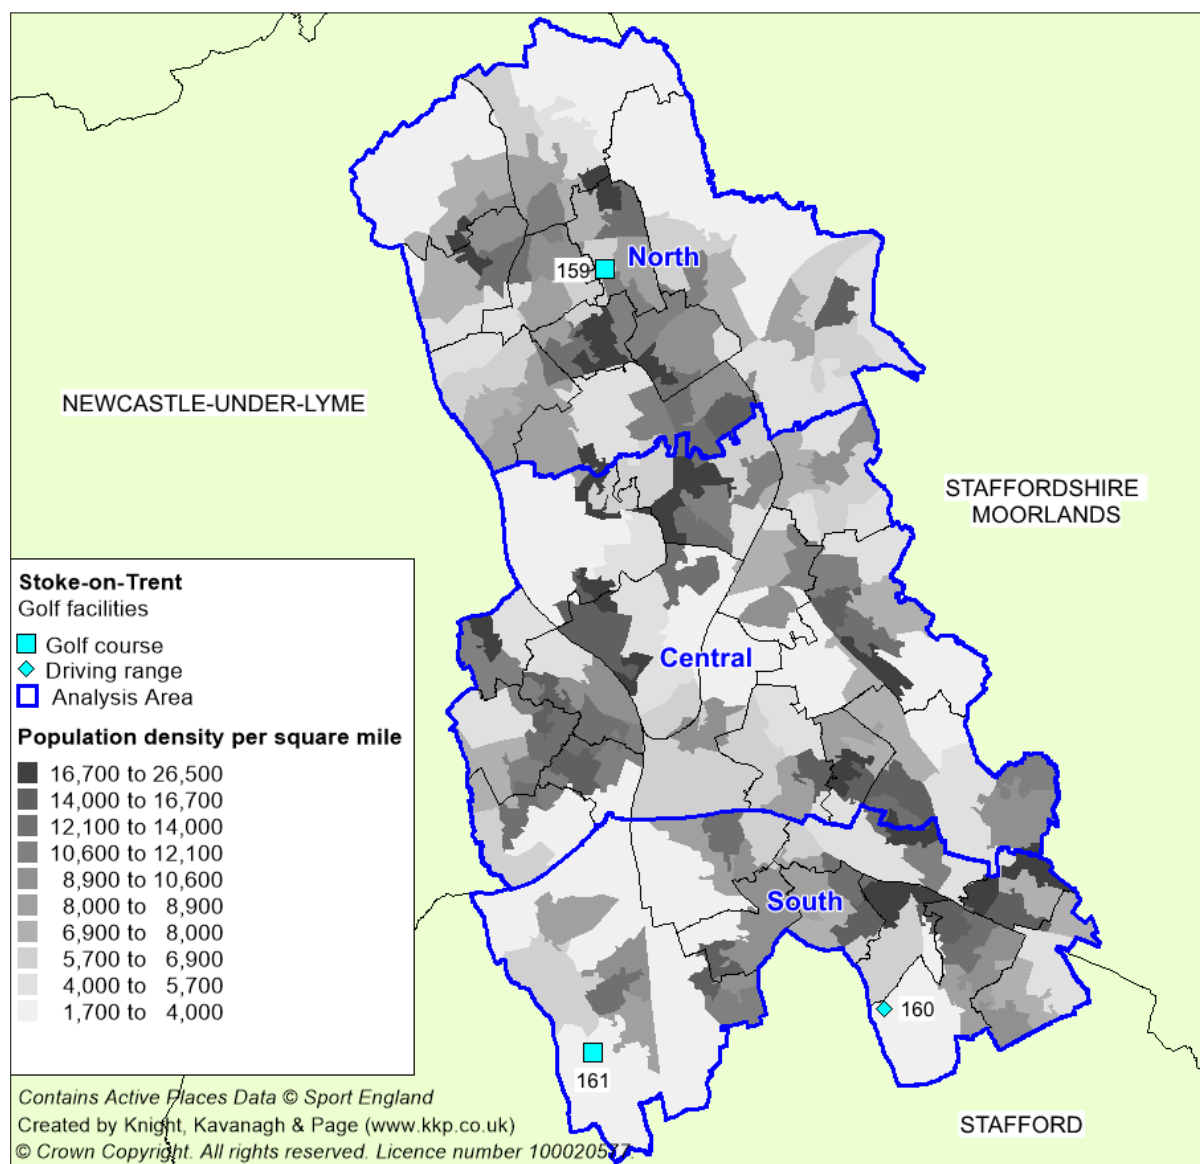 North
159
NEWCASTLE-UNDER-LYME
STAFFORDSHIRE
MOORLANDS
Central
South
160
161
STAFFORD
Stoke-on-Trent
Golf facilities
Golf course
Driving range
Analysis Area
Population density per square mile
16,700 to 26,500
14,000 to 16,700
12,100 to 14,000
10,600 to 12,100
8,900 to 10,600
8,000 to 8,900
6,900 to 8,000
5,700 to 6,900
4,000 to 5,700
1,700 to 4,000
Contains Active Places Data © Sport England
Created by Knight, Kavanagh & Page (www.kkp.co.uk)
© Crown Copyright. All rights reserved. Licence number